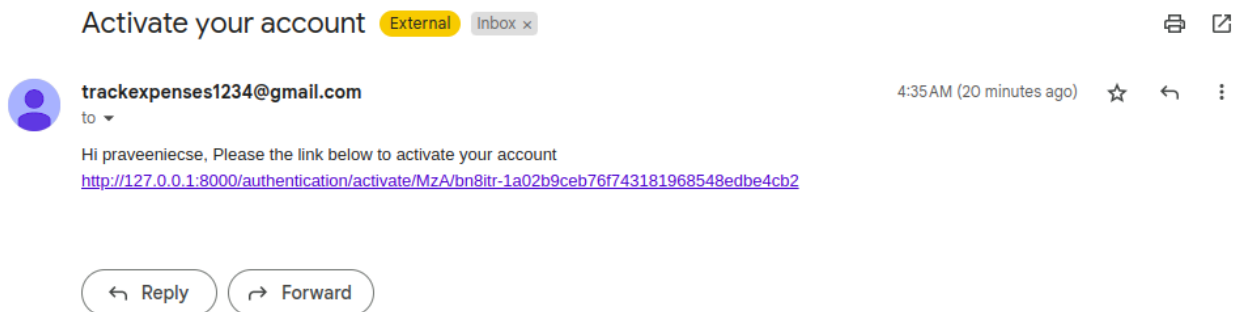 Activate your account External Inbox ×
trackexpenses1234@gmail.com 4:35 AM (20 minutes ago)
to
Hi praveeniecse, Please the link below to activate your account
http://127.0.0.1:8000/authentication/activate/MzA/bn8itr-1a02b9ceb76f743181968548edbe4cb2
Reply Forward